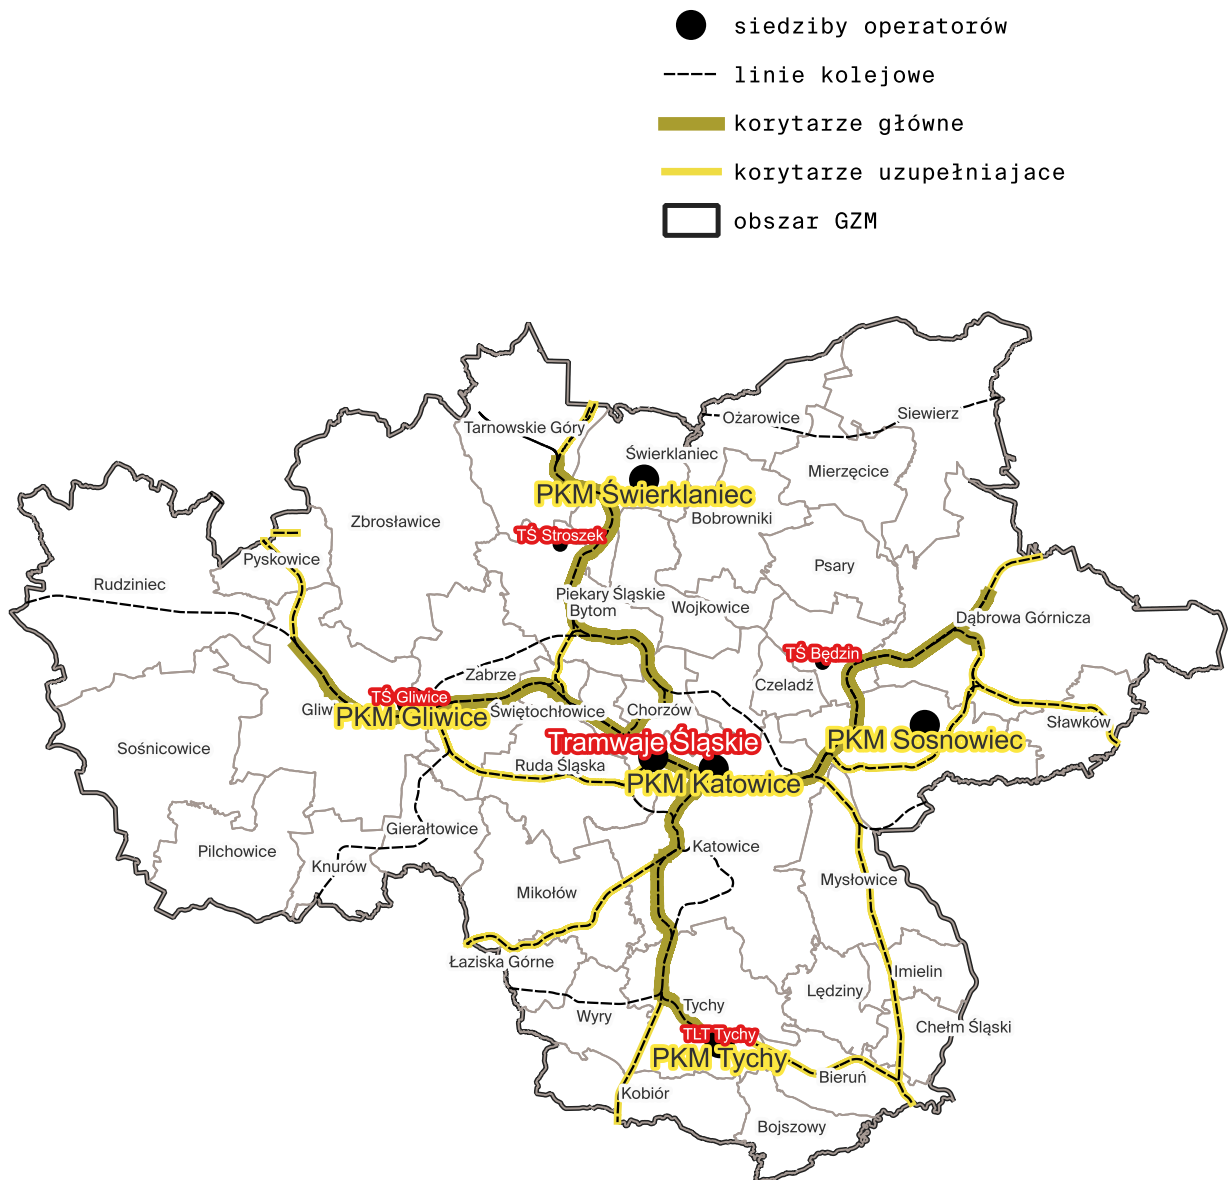 siedziby operatorów
linie kolejowe
korytarze główne
korytarze uzupełniajace
obszar GZM
Tarnowskie Góry
Ożarowice
Siewierz
Świerklaniec
Mierzęcice
PKM Świerklaniec
Zbrosławice
Bobrowniki
TŚ Stroszek
Pyskowice
Psary
Rudziniec
Piekary Śląskie
Bytom
Wojkowice
Dąbrowa Górnicza
TŚ Będzin
Zabrze
Czeladź
TŚ Gliwice
Gliw
PKM Gliwice
Świętochłowice
Chorzów
Sławków
Sośnicowice
Tramwaje Śląskie
PKM Sosnowiec
Ruda Śląska
PKM Katowice
Gierałtowice
Katowice
Pilchowice
Knurów
Mysłowice
Mikołów
Łaziska Górne
Imielin
Lędziny
Tychy
Wyry
Chełm Śląski
TLT Tychy
PKM Tychy
Bieruń
Kobiór
Bojszowy